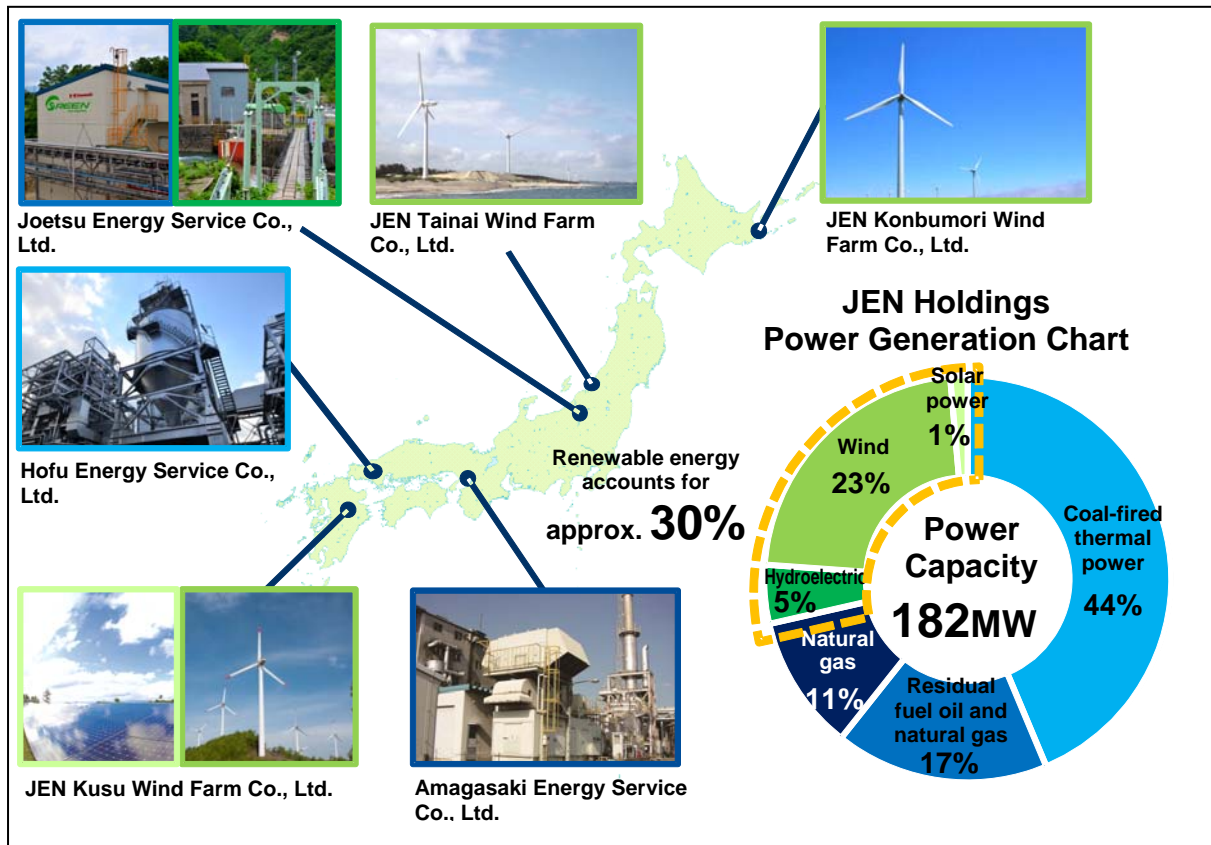 GREEN
Joetsu Energy Service Co.,
Ltd.
JEN Tainai Wind Farm
Co., Ltd.
JEN Konbumori Wind
Farm Co., Ltd.
Hofu Energy Service Co.,
Ltd.
JEN Kusu Wind Farm Co., Ltd.
Amagasaki Energy Service
Co., Ltd.
Renewable energy
accounts for
approx. 30%
JEN Holdings
Power Generation Chart
Solar
power
1%
Wind
23%
Hydroelectric
5%
Natural
gas
11%
Residual
fuel oil and
natural gas
17%
Coal-fired
thermal
power
44%
Power
Capacity
182MW